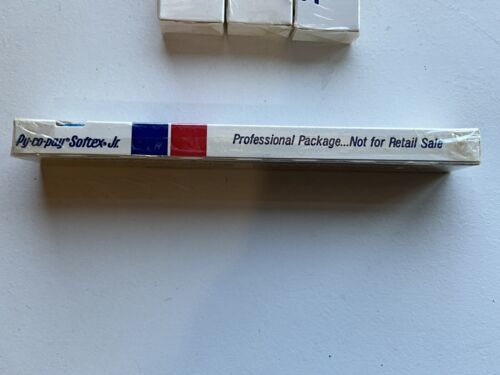 Py·co·pay® Softex® Jr.
Professional Package...Not for Retail Sale